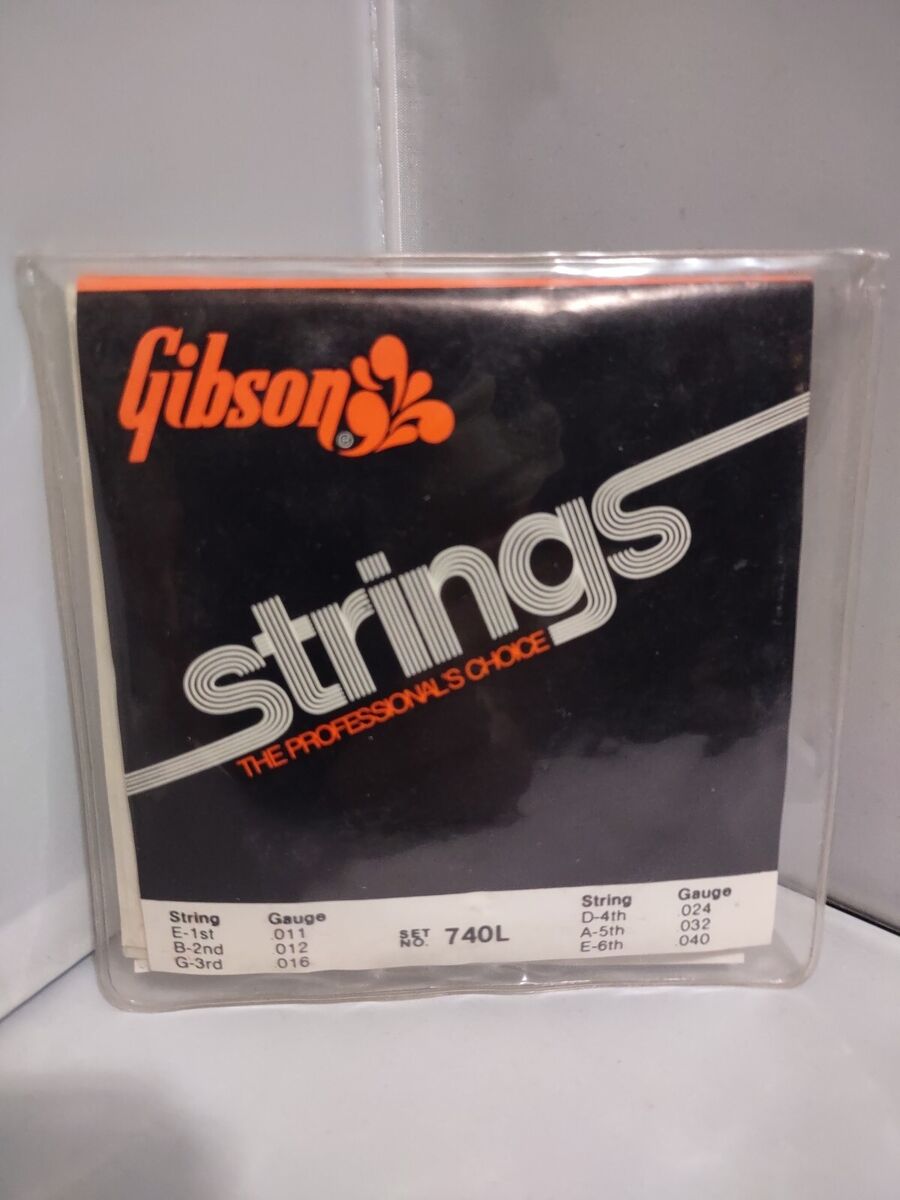 Gibson
©
strings
THE PROFESSIONAL'S CHOICE
String Gauge
E-1st .011
B-2nd .012
G-3rd .016
SET NO. 740L
String Gauge
D-4th .024
A-5th .032
E-6th .040